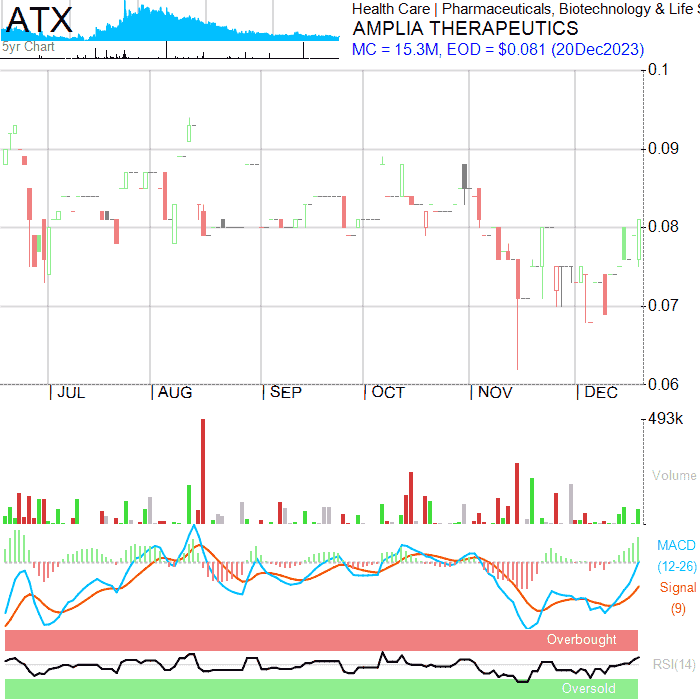 ATX
5yr Chart
Health Care | Pharmaceuticals, Biotechnology & Life S
AMPLIA THERAPEUTICS
MC = 15.3M, EOD = $0.081 (20Dec2023)
0.1
0.09
0.08
0.07
0.06
JUL AUG SEP OCT NOV DEC
493k
Volume
MACD
(12-26)
Signal
(9)
Overbought
RSI(14)
Oversold